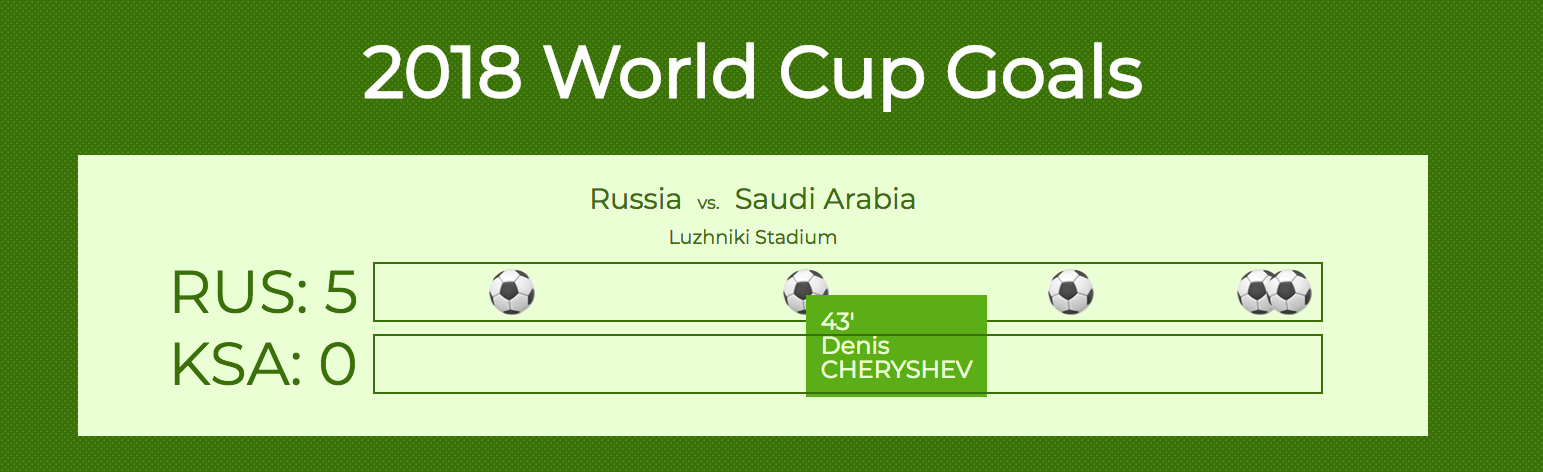 2018 World Cup Goals
Russia vs. Saudi Arabia
Luzhniki Stadium
RUS: 5
43'
Denis
CHERYSHEV
KSA: 0